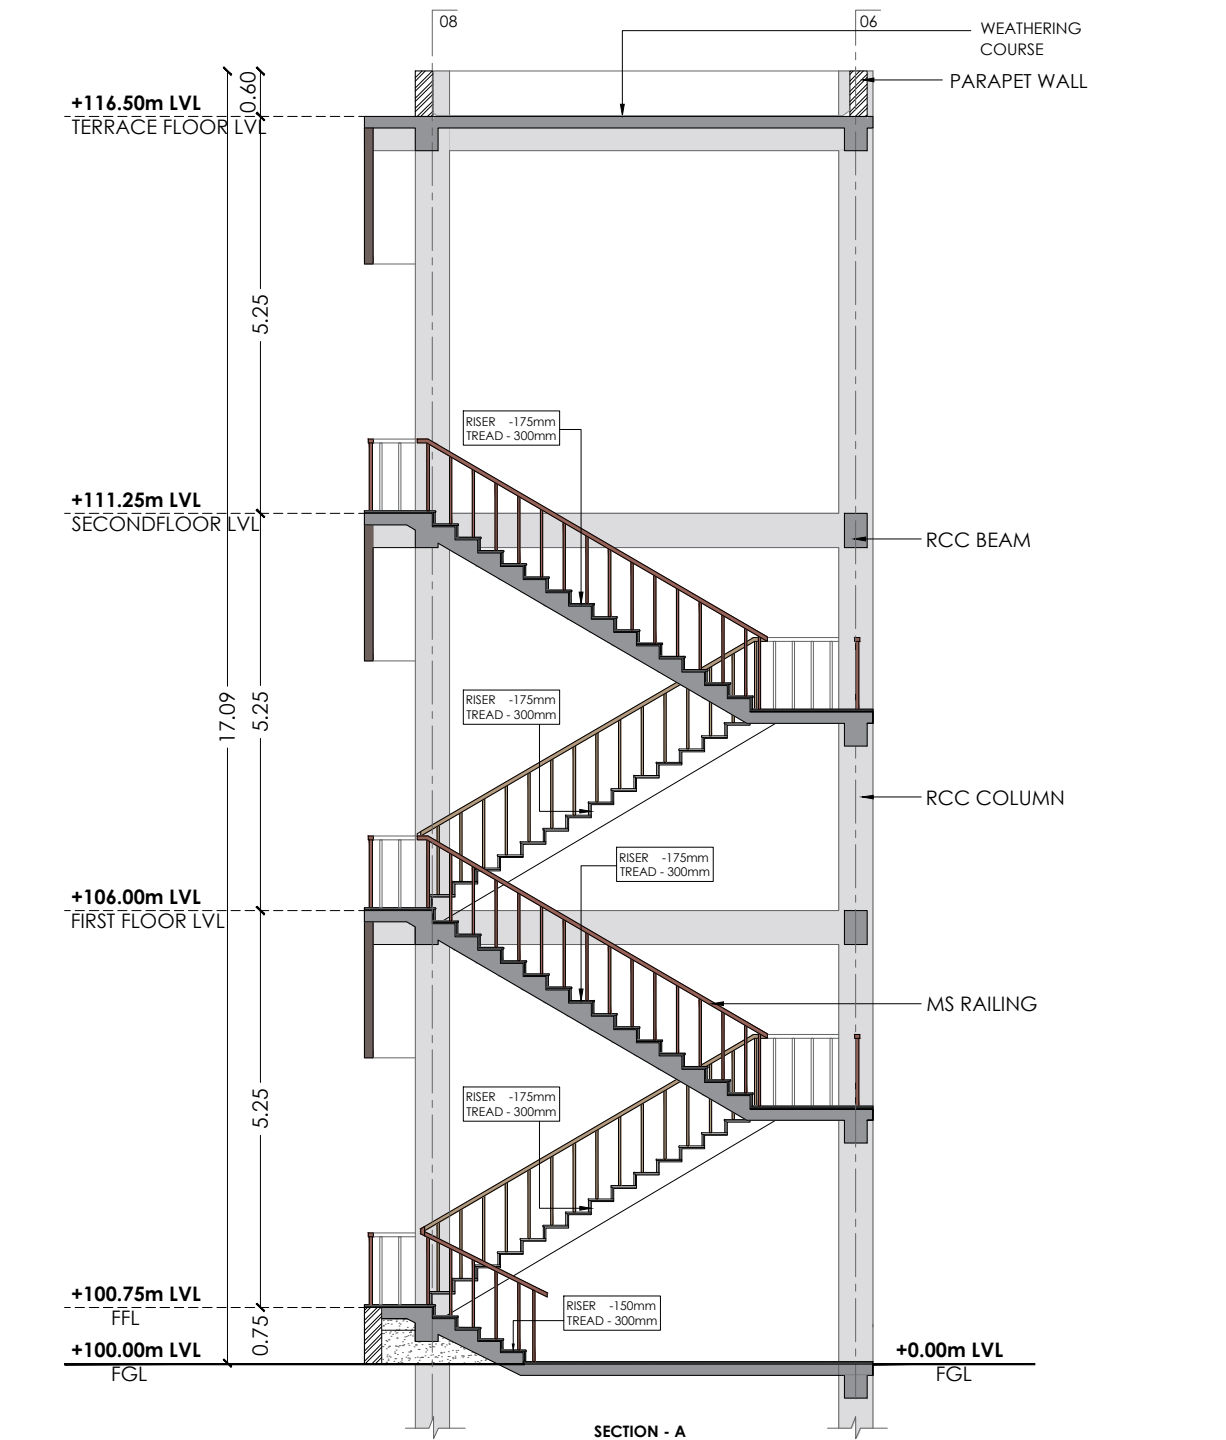 08
06
WEATHERING
COURSE
PARAPET WALL
0.60
+116.50m LVL
TERRACE FLOOR LVL
5.25
RISER -175mm
TREAD - 300mm
+111.25m LVL
SECONDFLOOR LVL
RCC BEAM
RISER -175mm
TREAD - 300mm
17.09
5.25
RCC COLUMN
RISER -175mm
TREAD - 300mm
+106.00m LVL
FIRST FLOOR LVL
MS RAILING
RISER -175mm
TREAD - 300mm
5.25
+100.75m LVL
FFL
RISER -150mm
TREAD - 300mm
0.75
+100.00m LVL
FGL
+0.00m LVL
FGL
SECTION - A